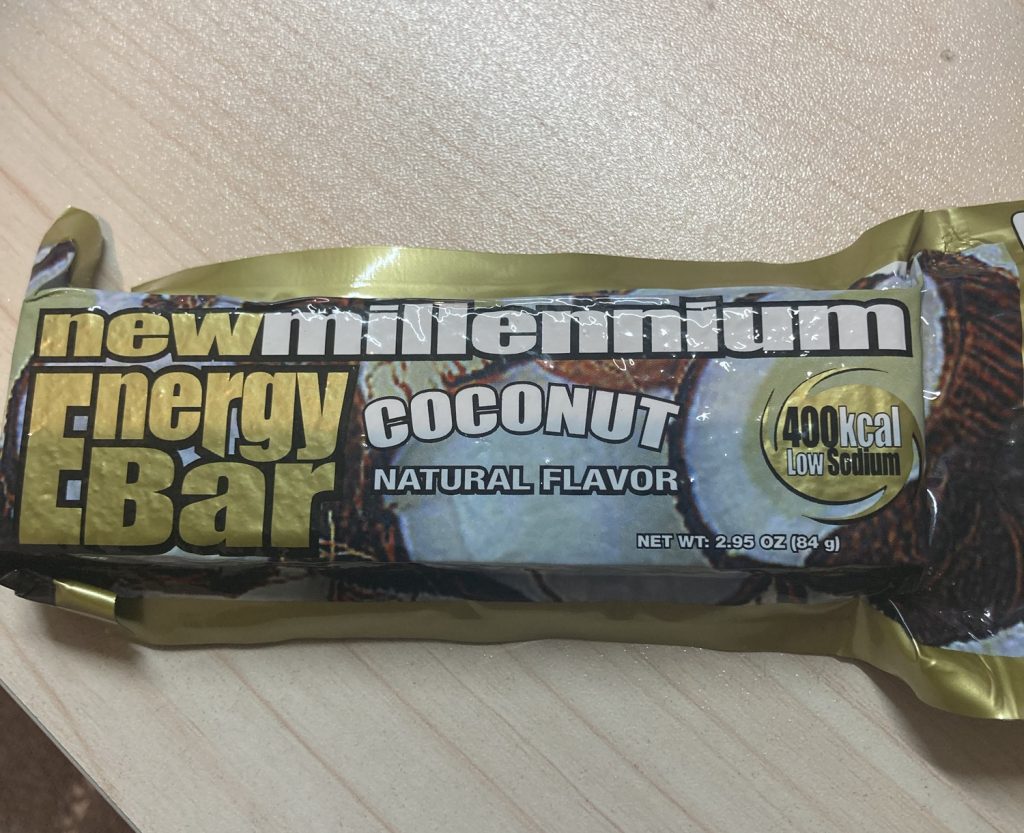 newmillennium
Energy
Bar
COCONUT
NATURAL FLAVOR
400kcal
Low Sodium
NET WT: 2.95 OZ (84 g)